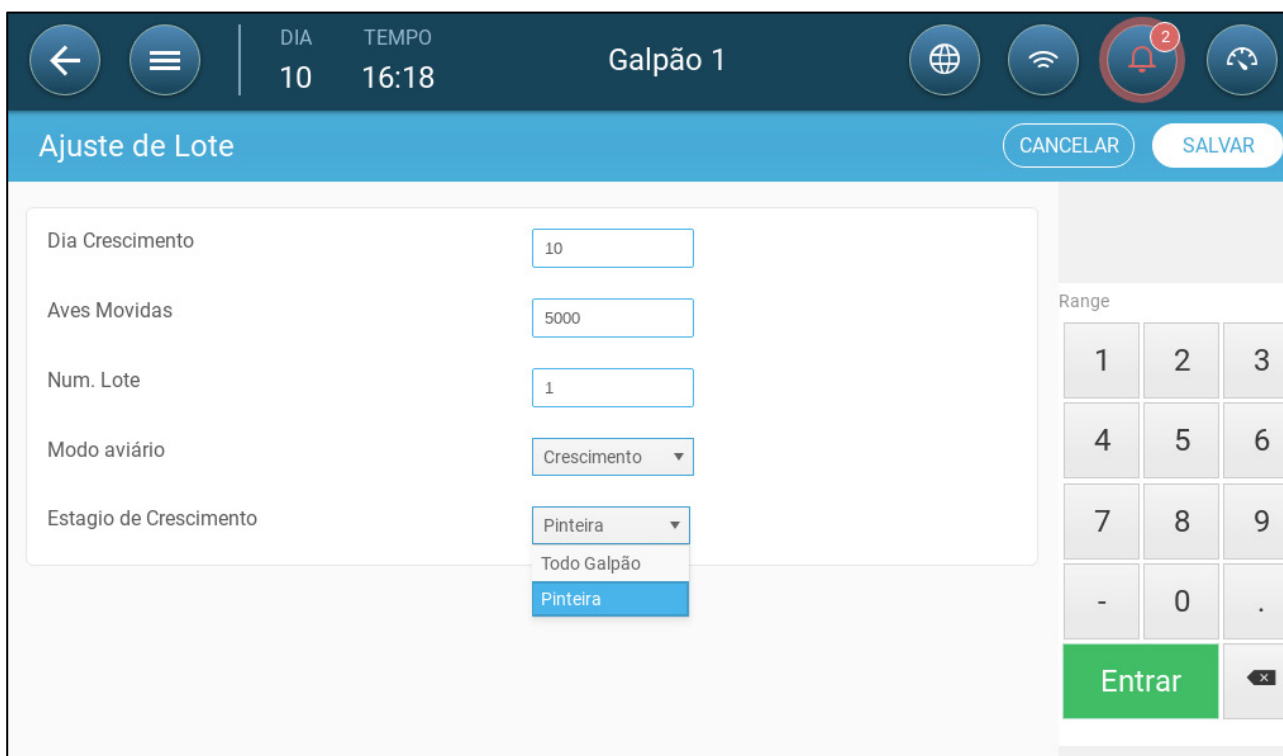 DIA TEMPO
10 16:18 Galpão 1 2
Ajuste de Lote CANCELAR SALVAR
Dia Crescimento 10
Aves Movidas 5000
Num. Lote 1
Modo aviário Crescimento
Estagio de Crescimento Pinteira
Todo Galpão
Pinteira
Range
1 2 3
4 5 6
7 8 9
- 0 .
Entrar